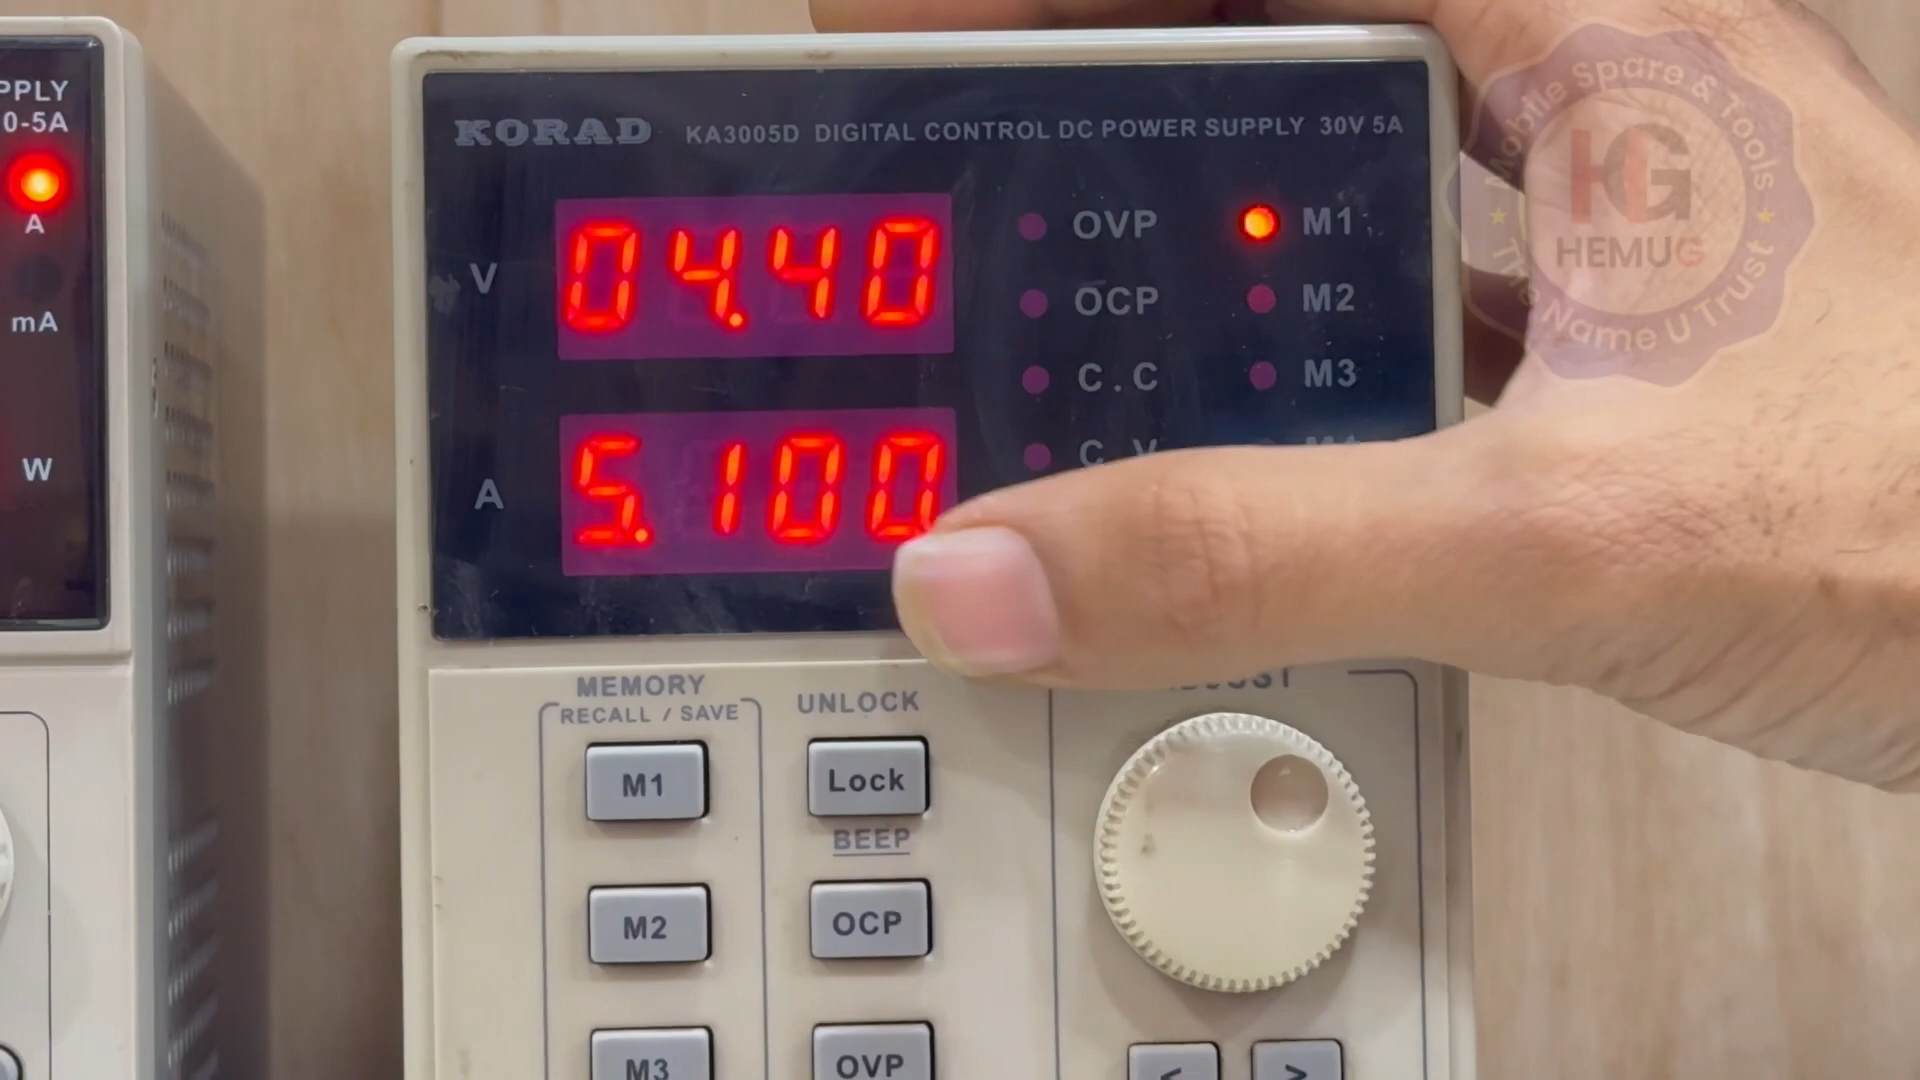 PPLY
0-5A
A
mA
W
KORAD KA3005D DIGITAL CONTROL DC POWER SUPPLY 30V 5A
V 04.40
A 5.100
OVP M1
OCP M2
C.C M3
C.V
MEMORY
RECALL / SAVE
UNLOCK
M1 Lock
BEEP
M2 OCP
M3 OVP
< >
Mobile Spare & Tools
HG
HEMUG
The Name U Trust